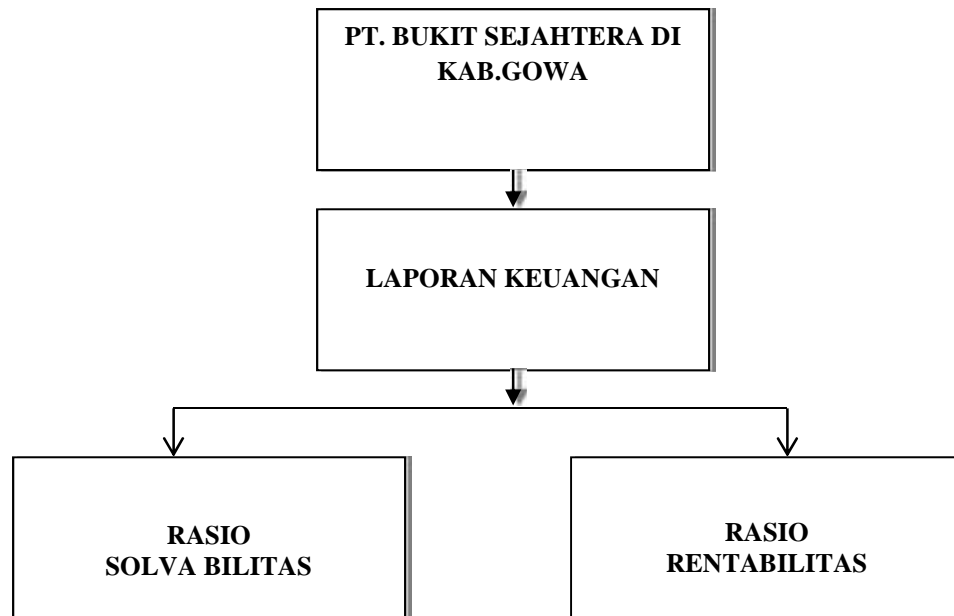 PT. BUKIT SEJAHTERA DI
KAB.GOWA
LAPORAN KEUANGAN
RASIO
SOLVA BILITAS
RASIO
RENTABILITAS